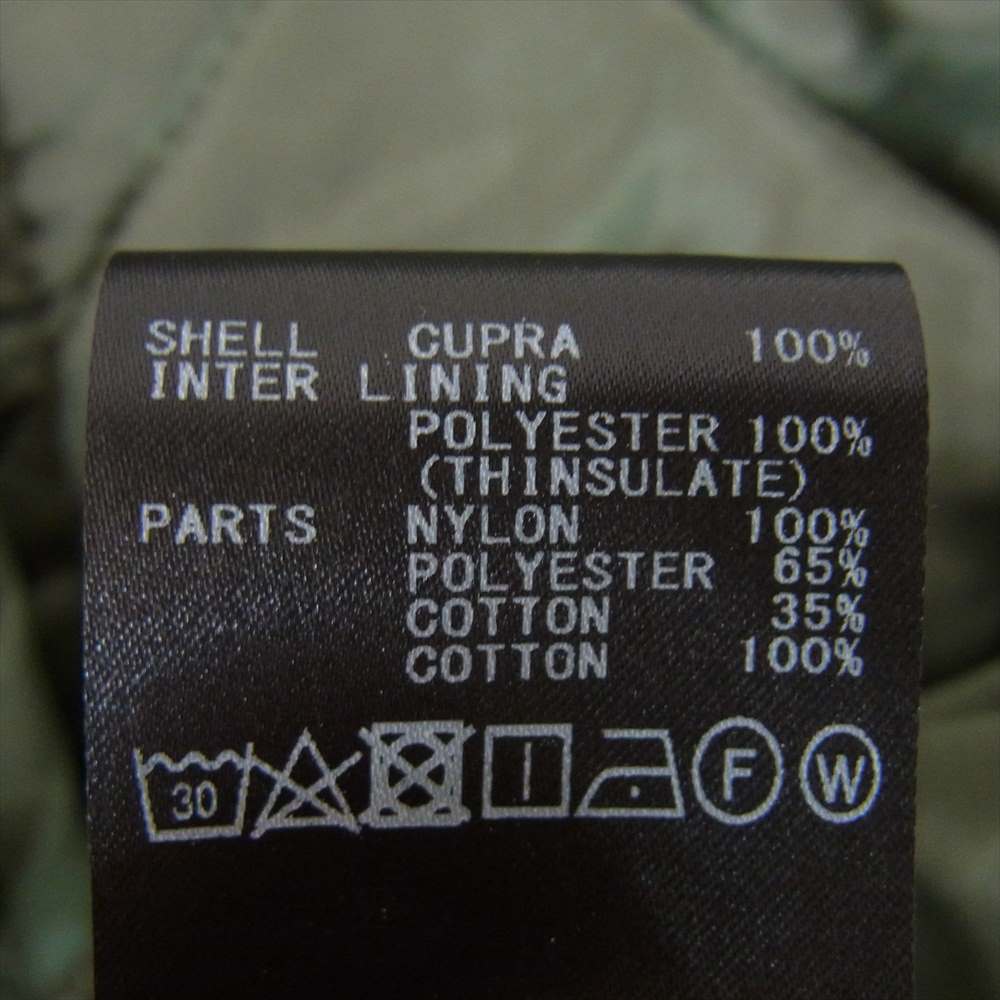 SHELL CUPRA 100%
INTER LINING
POLYESTER 100%
(THINSULATE)
PARTS NYLON 100%
POLYESTER 65%
COTTON 35%
COTTON 100%
30 F W